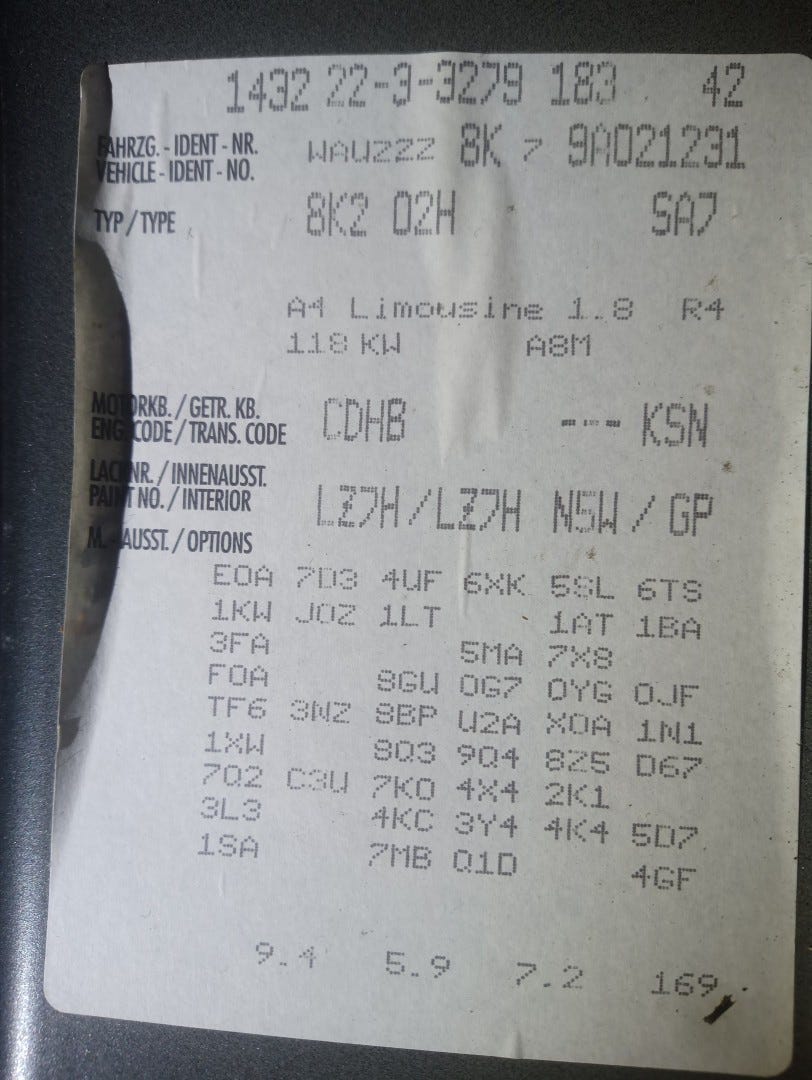 1432 22-3-3279 183 42
FAHRZG. - IDENT - NR.
VEHICLE - IDENT - NO.
WAUZZZ 8K 7 9A021231
TYP / TYPE 8K2 02H SA7
A4 Limousine 1.8 R4
118 KW A8M
MOTORKB. / GETR. KB.
ENG. CODE / TRANS. CODE
CDHB --- KSN
LACKNR. / INNENAUSST.
PAINT NO. / INTERIOR
LZ7H / LZ7H N5W / GP
M. - AUSST. / OPTIONS
E0A 7D3 4UF 6XK 5SL 6TS
1KW J0Z 1LT 1AT 1BA
3FA 5MA 7X8
F0A 8GU 0G7 0YG 0JF
TF6 3NZ 8BP U2A X0A 1N1
1XW 8Q3 9Q4 8Z5 D67
7Q2 C3U 7K0 4X4 2K1
3L3 4KC 3Y4 4K4 5D7
1SA 7MB Q1D 4GF
9.4 5.9 7.2 169